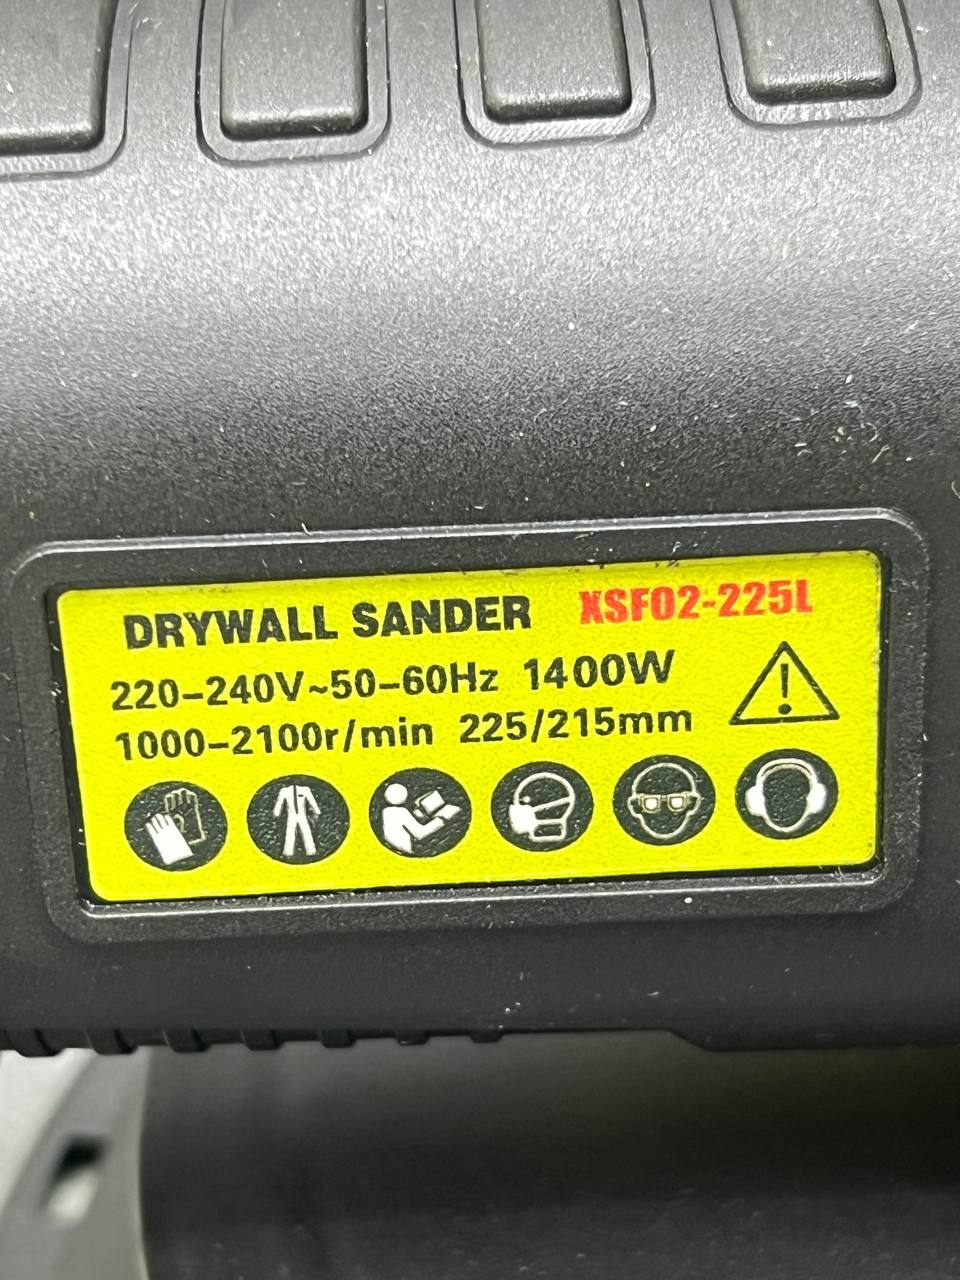 DRYWALL SANDER XSF02-225L
220-240V~50-60Hz 1400W
1000-2100r/min 225/215mm